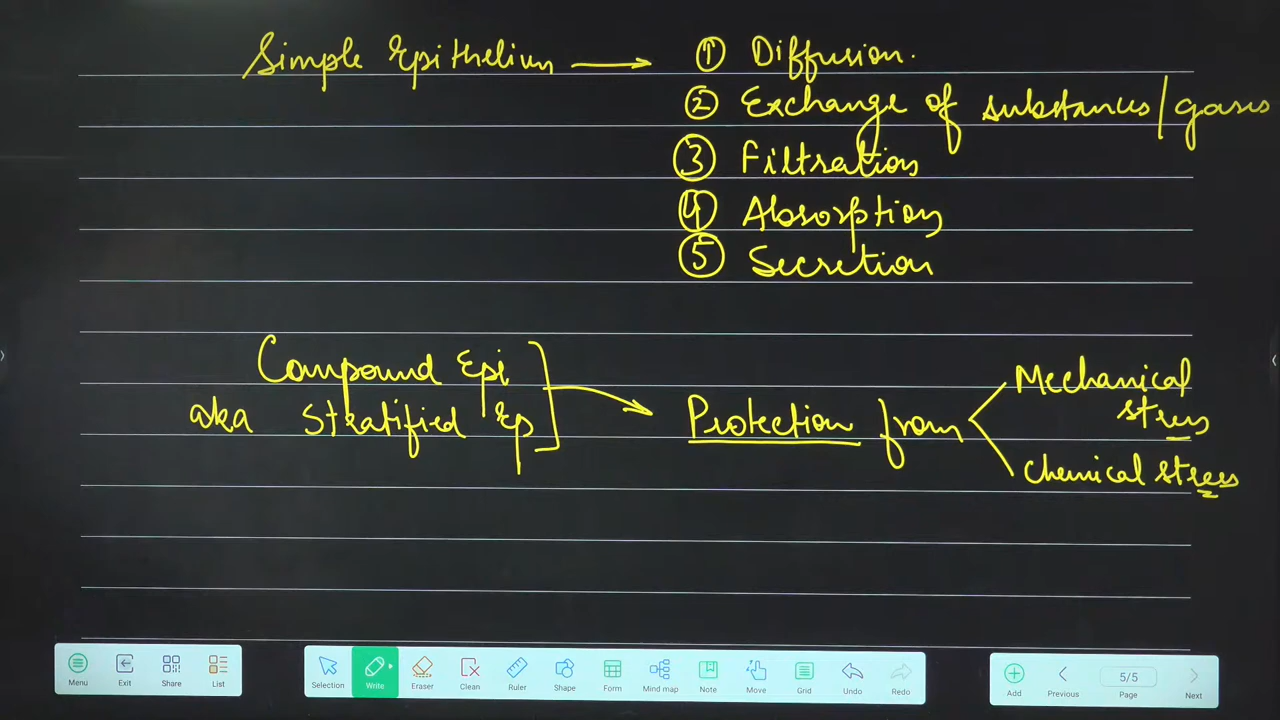 Simple Epithelium → ① Diffusion.
② Exchange of substances/gases
③ Filtration
④ Absorption
⑤ Secretion
Compound Epi
aka Stratified Ep
Protection from
Mechanical
stress
Chemical stress
Menu Exit Share List Selection Write Eraser Clean Ruler Shape Form Mind map Note Move Grid Undo Redo Add Previous 5/5 Page Next